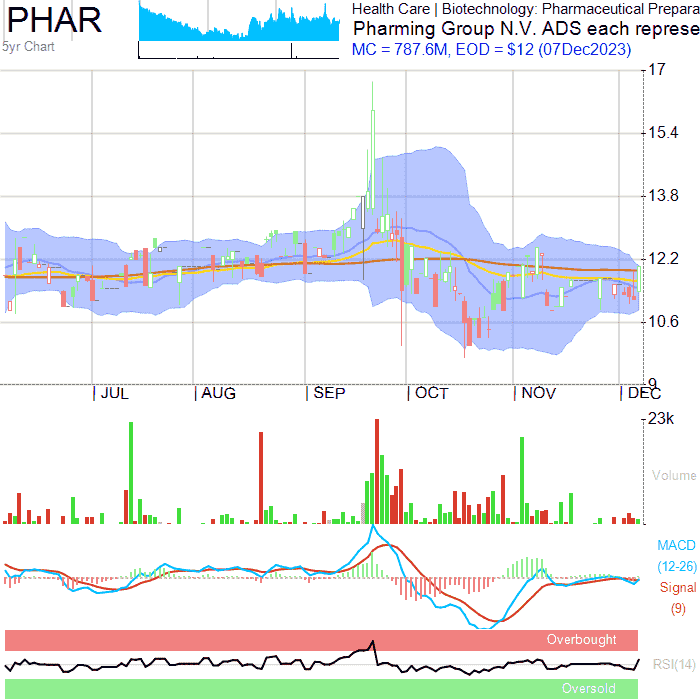 PHAR
5yr Chart
Health Care | Biotechnology: Pharmaceutical Prepara
Pharming Group N.V. ADS each represe
MC = 787.6M, EOD = $12 (07Dec2023)
17
15.4
13.8
12.2
10.6
9
JUL AUG SEP OCT NOV DEC
23k
Volume
MACD
(12-26)
Signal
(9)
Overbought
RSI(14)
Oversold